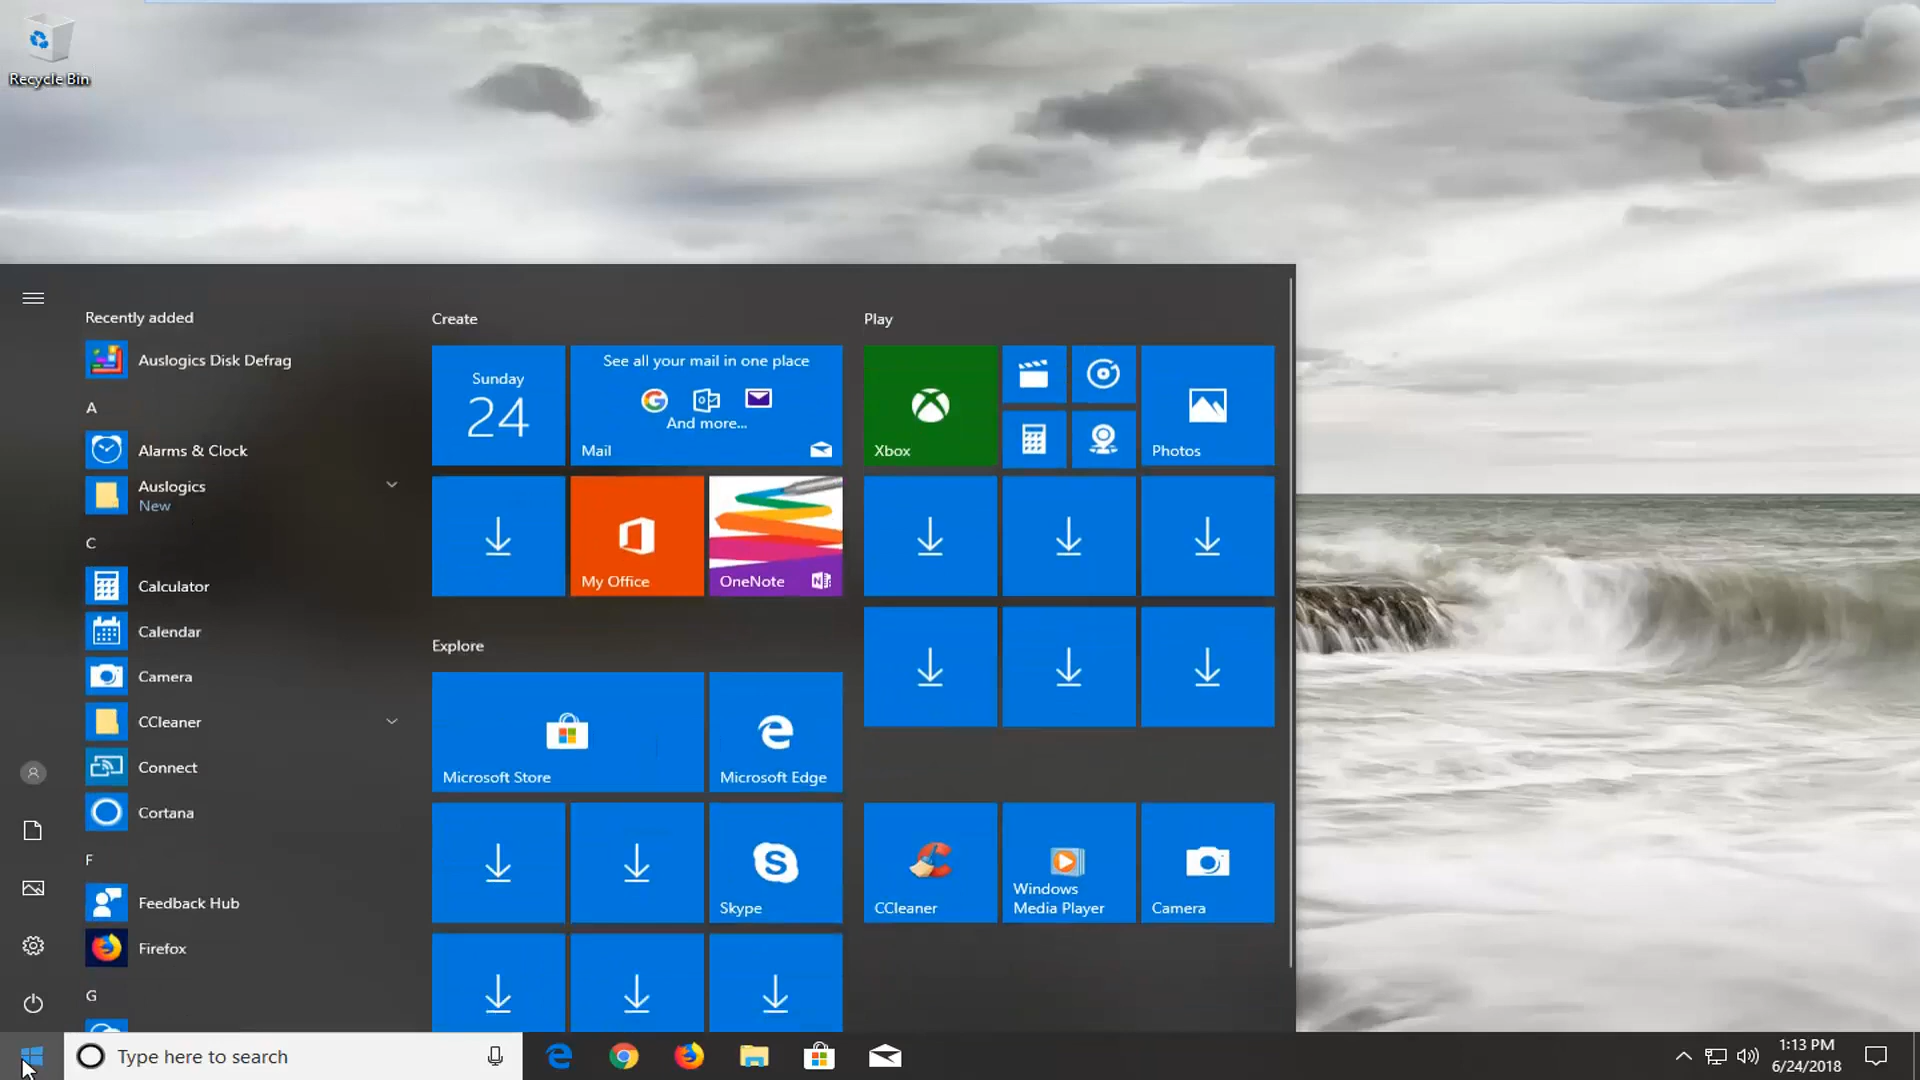 Recycle Bin
Recently added
Auslogics Disk Defrag
A
Alarms & Clock
Auslogics
New
C
Calculator
Calendar
Camera
CCleaner
Connect
Cortana
F
Feedback Hub
Firefox
G
Create
Sunday
24
See all your mail in one place
And more...
Mail
My Office
OneNote
Explore
Microsoft Store
Microsoft Edge
Skype
Play
Xbox
Photos
CCleaner
Windows
Media Player
Camera
Type here to search
1:13 PM
6/24/2018